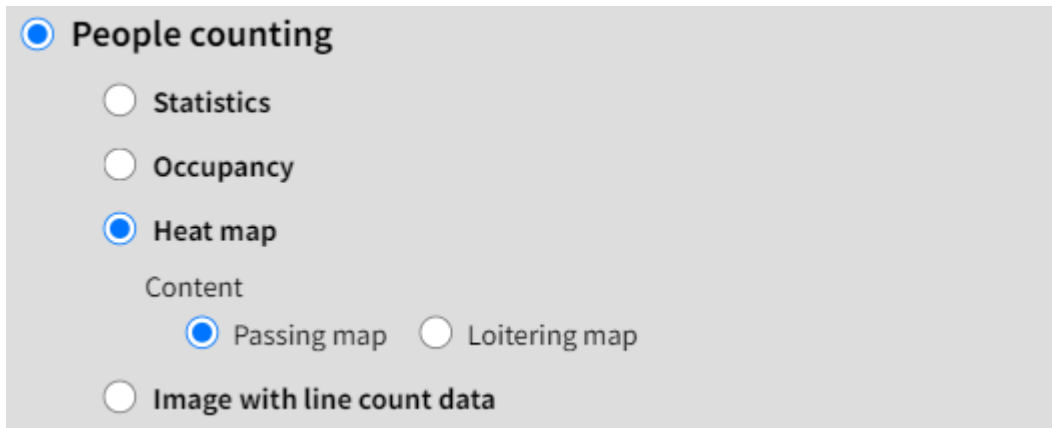 People counting
Statistics
Occupancy
Heat map
Content
Passing map Loitering map
Image with line count data